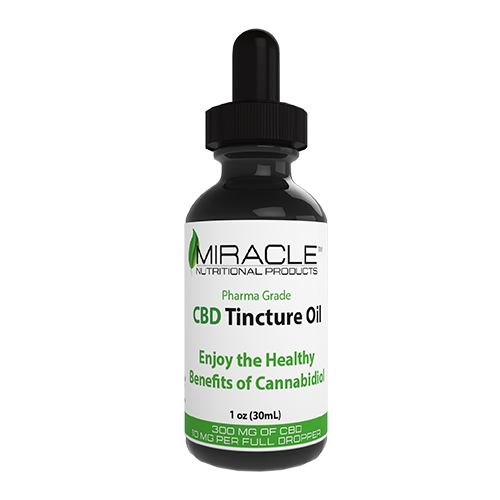 MIRACLE™
NUTRITIONAL PRODUCTS
Pharma Grade
CBD Tincture Oil
Enjoy the Healthy
Benefits of Cannabidiol
1 oz (30mL)
300 MG OF CBD
10 MG PER FULL DROPPER